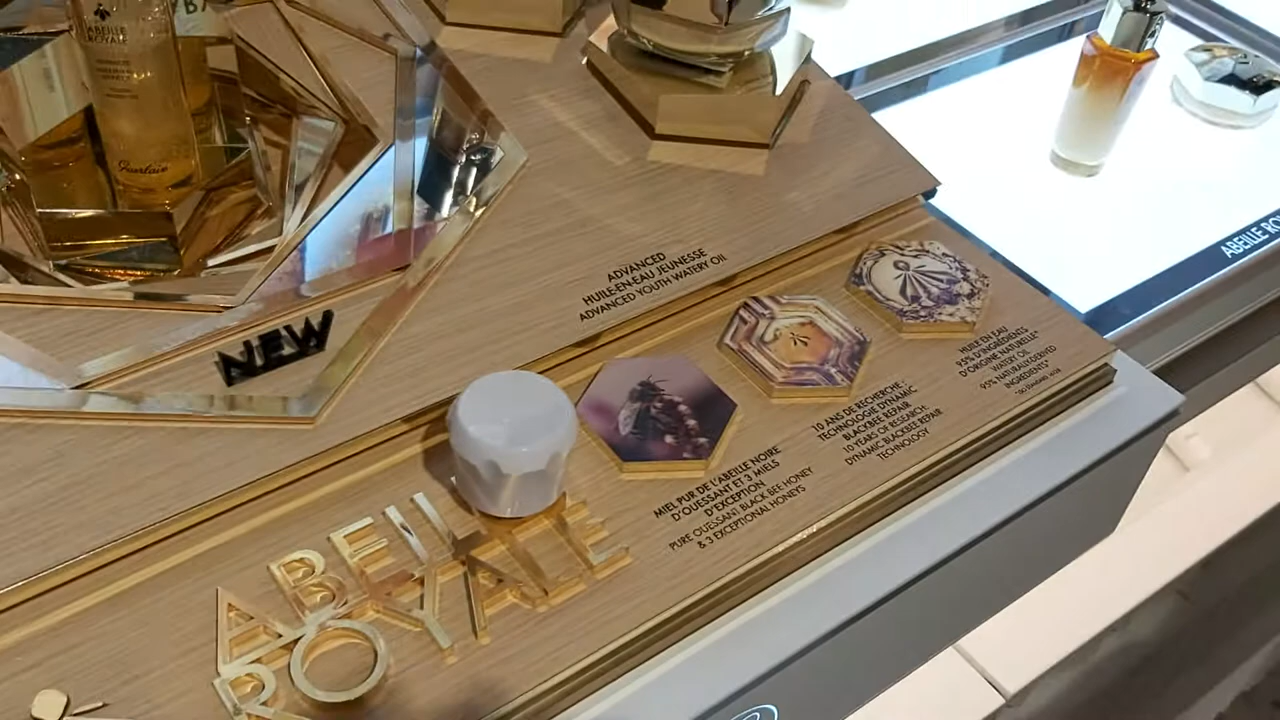 ABEILLE
ROYALE
Guerlain
NEW
ADVANCED
HUILE-EN-EAU JEUNESSE
ADVANCED YOUTH WATERY OIL
HUILE EN EAU
95% D'INGRÉDIENTS
D'ORIGINE NATURELLE*
WATERY OIL
95% NATURALLY-DERIVED
INGREDIENTS*
10 ANS DE RECHERCHE :
TECHNOLOGIE DYNAMIC
BLACKBEE REPAIR
10 YEARS OF RESEARCH:
DYNAMIC BLACKBEE REPAIR
TECHNOLOGY
MIEL PUR DE L'ABEILLE NOIRE
D'OUESSANT ET 3 MIELS
D'EXCEPTION
PURE OUESSANT BLACK BEE HONEY
& 3 EXCEPTIONAL HONEYS
ABEILLE
ROYALE
ABEILLE RO